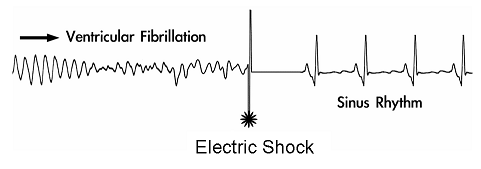 Ventricular Fibrillation
Sinus Rhythm
Electric Shock